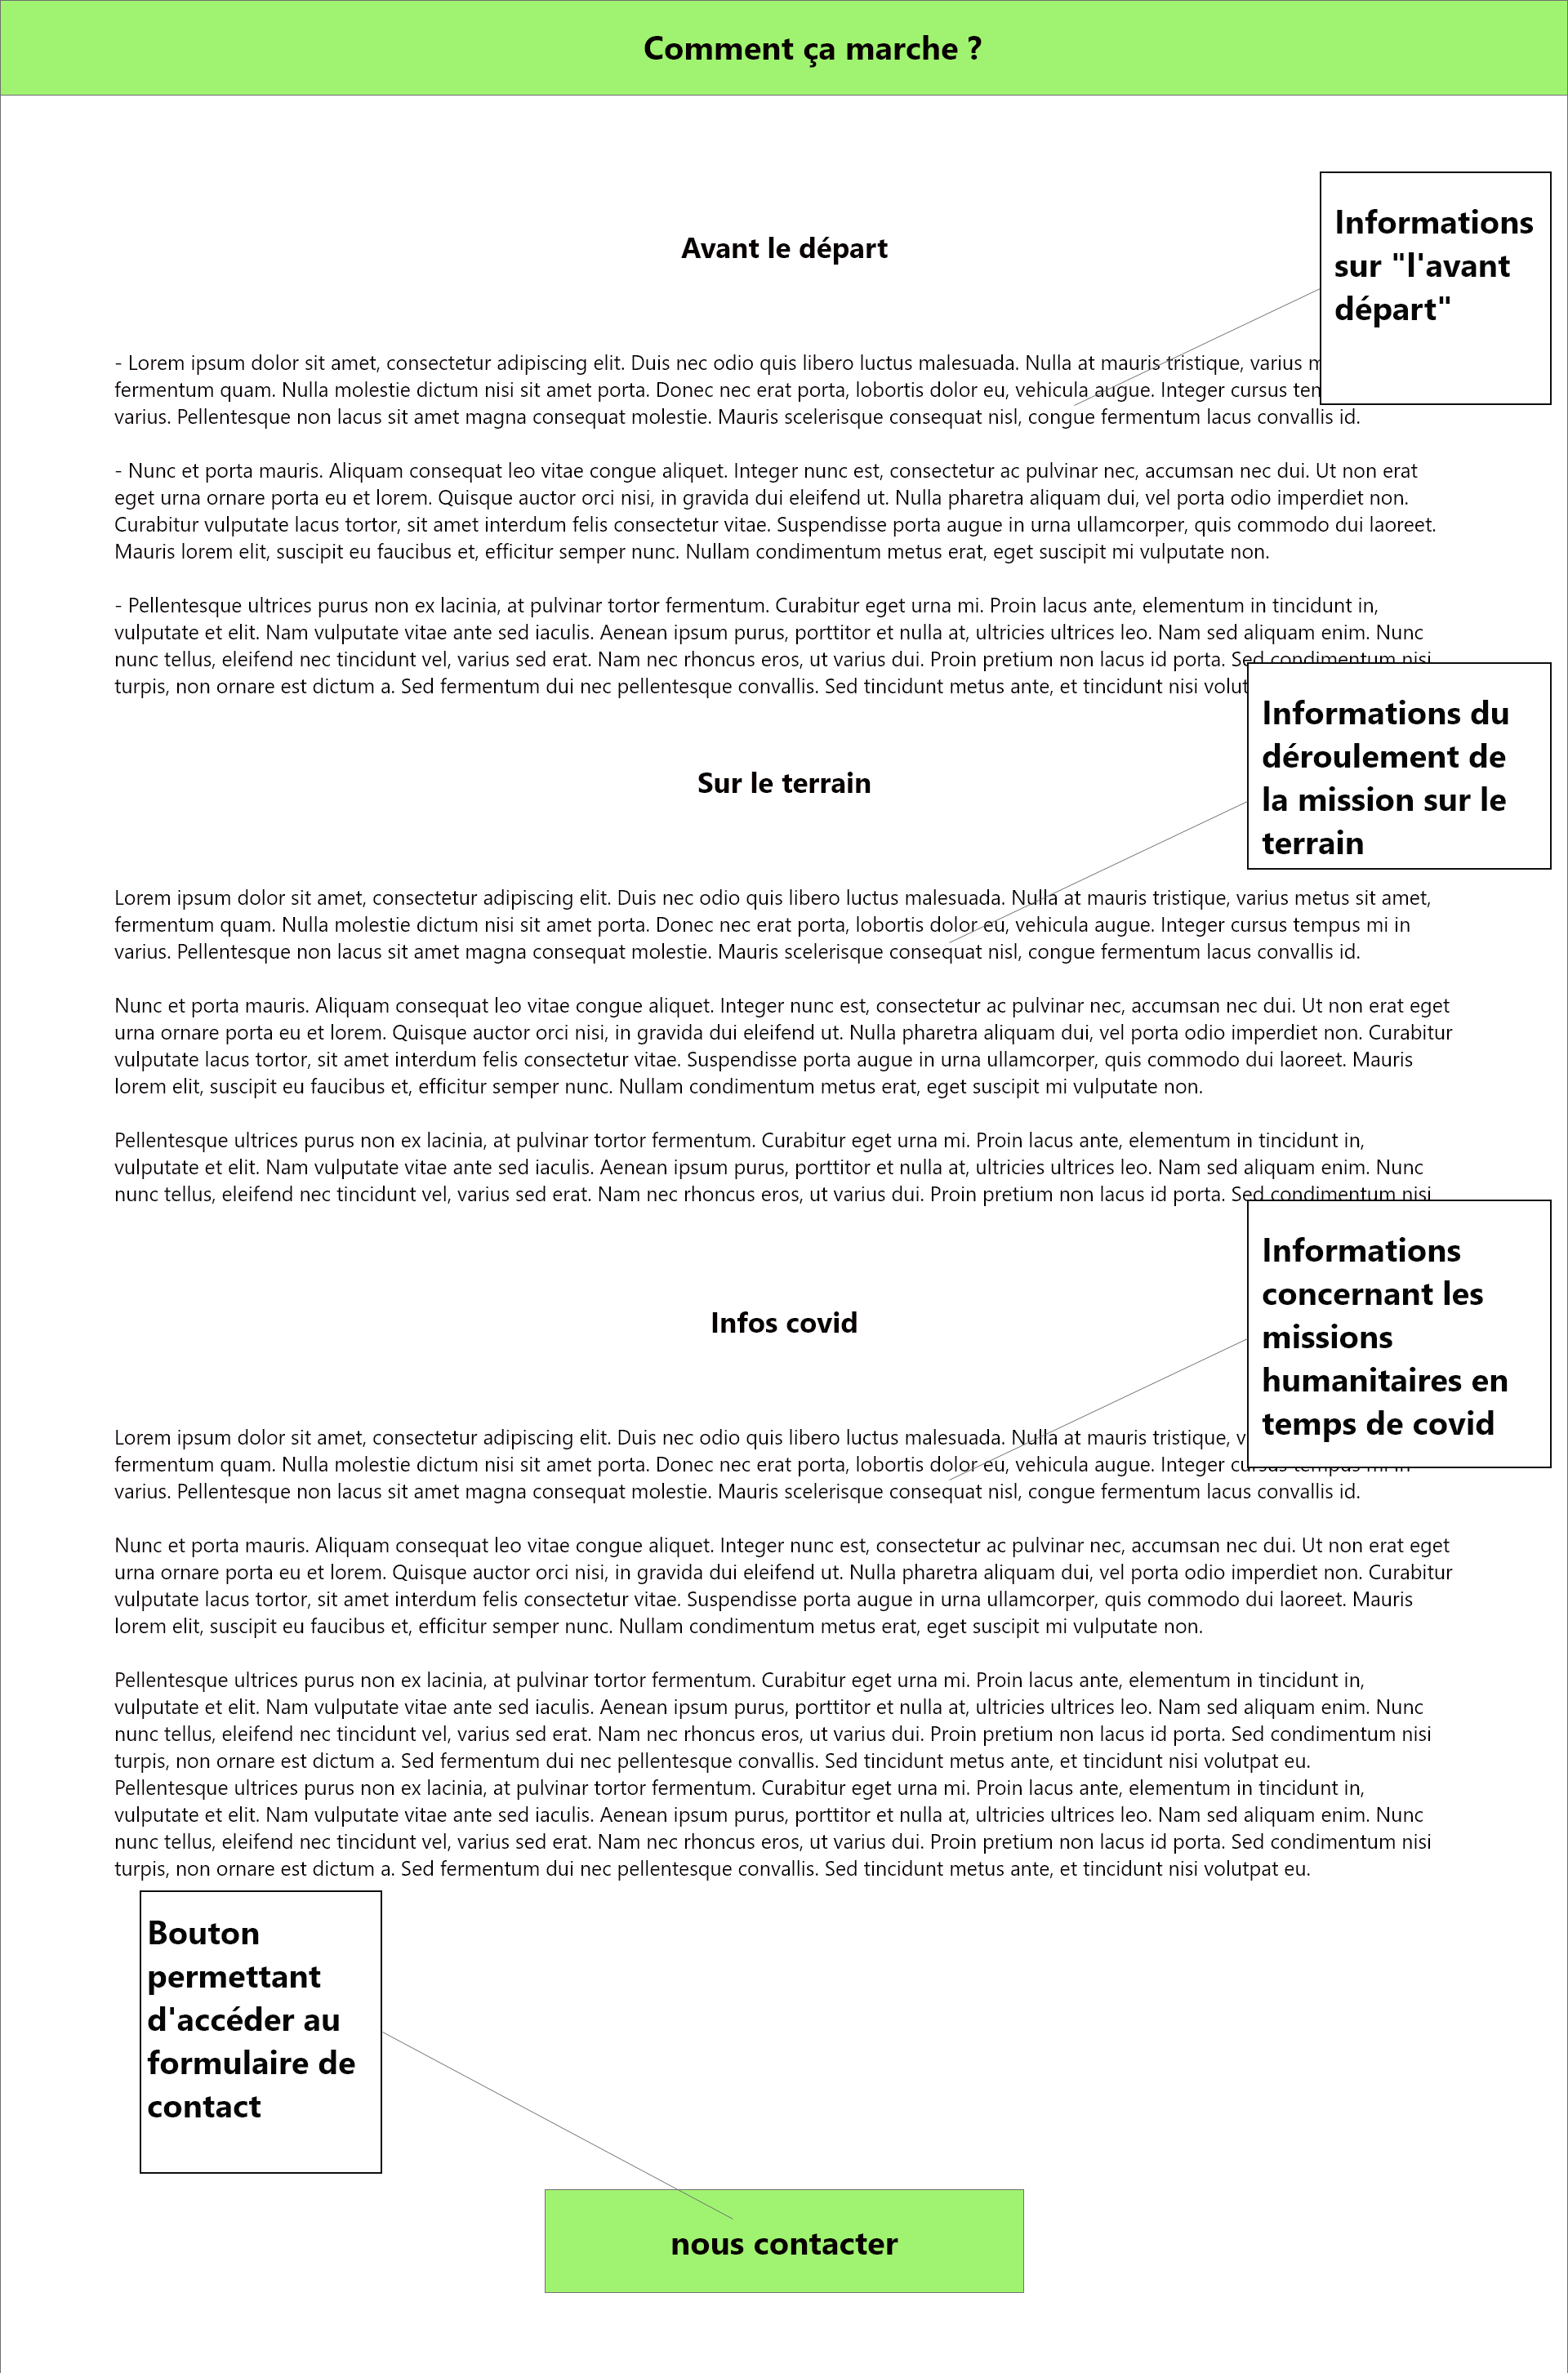 Comment ça marche ?
Avant le départ
Informations
sur "l'avant
départ"
- Lorem ipsum dolor sit amet, consectetur adipiscing elit. Duis nec odio quis libero luctus malesuada. Nulla at mauris tristique, varius
fermentum quam. Nulla molestie dictum nisi sit amet porta. Donec nec erat porta, lobortis dolor eu, vehicula augue. Integer cursus
varius. Pellentesque non lacus sit amet magna consequat molestie. Mauris scelerisque consequat nisl, congue fermentum lacus convallis id.
- Nunc et porta mauris. Aliquam consequat leo vitae congue aliquet. Integer nunc est, consectetur ac pulvinar nec, accumsan nec dui. Ut non erat
eget urna ornare porta eu et lorem. Quisque auctor orci nisi, in gravida dui eleifend ut. Nulla pharetra aliquam dui, vel porta odio imperdiet non.
Curabitur vulputate lacus tortor, sit amet interdum felis consectetur vitae. Suspendisse porta augue in urna ullamcorper, quis commodo dui laoreet.
Mauris lorem elit, suscipit eu faucibus et, efficitur semper nunc. Nullam condimentum metus erat, eget suscipit mi vulputate non.
- Pellentesque ultrices purus non ex lacinia, at pulvinar tortor fermentum. Curabitur eget urna mi. Proin lacus ante, elementum in tincidunt in,
vulputate et elit. Nam vulputate vitae ante sed iaculis. Aenean ipsum purus, porttitor et nulla at, ultricies ultrices leo. Nam sed aliquam enim. Nunc
nunc tellus, eleifend nec tincidunt vel, varius sed erat. Nam nec rhoncus eros, ut varius dui. Proin pretium non lacus id porta. Sed condimentum nisi
turpis, non ornare est dictum a. Sed fermentum dui nec pellentesque convallis. Sed tincidunt metus ante, et tincidunt nisi
Informations du
déroulement de
la mission sur le
terrain
Sur le terrain
Lorem ipsum dolor sit amet, consectetur adipiscing elit. Duis nec odio quis libero luctus malesuada. Nulla at mauris tristique, varius metus sit amet,
fermentum quam. Nulla molestie dictum nisi sit amet porta. Donec nec erat porta, lobortis dolor eu, vehicula augue. Integer cursus tempus mi in
varius. Pellentesque non lacus sit amet magna consequat molestie. Mauris scelerisque consequat nisl, congue fermentum lacus convallis id.
Nunc et porta mauris. Aliquam consequat leo vitae congue aliquet. Integer nunc est, consectetur ac pulvinar nec, accumsan nec dui. Ut non erat eget
urna ornare porta eu et lorem. Quisque auctor orci nisi, in gravida dui eleifend ut. Nulla pharetra aliquam dui, vel porta odio imperdiet non. Curabitur
vulputate lacus tortor, sit amet interdum felis consectetur vitae. Suspendisse porta augue in urna ullamcorper, quis commodo dui laoreet. Mauris
lorem elit, suscipit eu faucibus et, efficitur semper nunc. Nullam condimentum metus erat, eget suscipit mi vulputate non.
Pellentesque ultrices purus non ex lacinia, at pulvinar tortor fermentum. Curabitur eget urna mi. Proin lacus ante, elementum in tincidunt in,
vulputate et elit. Nam vulputate vitae ante sed iaculis. Aenean ipsum purus, porttitor et nulla at, ultricies ultrices leo. Nam sed aliquam enim. Nunc
nunc tellus, eleifend nec tincidunt vel, varius sed erat. Nam nec rhoncus eros, ut varius dui. Proin pretium non lacus id porta. Sed condimentum nisi
Informations
concernant les
missions
humanitaires en
temps de covid
Infos covid
Lorem ipsum dolor sit amet, consectetur adipiscing elit. Duis nec odio quis libero luctus malesuada. Nulla at mauris tristique,
fermentum quam. Nulla molestie dictum nisi sit amet porta. Donec nec erat porta, lobortis dolor eu, vehicula augue. Integer cursus tempus mi in
varius. Pellentesque non lacus sit amet magna consequat molestie. Mauris scelerisque consequat nisl, congue fermentum lacus convallis id.
Nunc et porta mauris. Aliquam consequat leo vitae congue aliquet. Integer nunc est, consectetur ac pulvinar nec, accumsan nec dui. Ut non erat eget
urna ornare porta eu et lorem. Quisque auctor orci nisi, in gravida dui eleifend ut. Nulla pharetra aliquam dui, vel porta odio imperdiet non. Curabitur
vulputate lacus tortor, sit amet interdum felis consectetur vitae. Suspendisse porta augue in urna ullamcorper, quis commodo dui laoreet. Mauris
lorem elit, suscipit eu faucibus et, efficitur semper nunc. Nullam condimentum metus erat, eget suscipit mi vulputate non.
Pellentesque ultrices purus non ex lacinia, at pulvinar tortor fermentum. Curabitur eget urna mi. Proin lacus ante, elementum in tincidunt in,
vulputate et elit. Nam vulputate vitae ante sed iaculis. Aenean ipsum purus, porttitor et nulla at, ultricies ultrices leo. Nam sed aliquam enim. Nunc
nunc tellus, eleifend nec tincidunt vel, varius sed erat. Nam nec rhoncus eros, ut varius dui. Proin pretium non lacus id porta. Sed condimentum nisi
turpis, non ornare est dictum a. Sed fermentum dui nec pellentesque convallis. Sed tincidunt metus ante, et tincidunt nisi volutpat eu.
Pellentesque ultrices purus non ex lacinia, at pulvinar tortor fermentum. Curabitur eget urna mi. Proin lacus ante, elementum in tincidunt in,
vulputate et elit. Nam vulputate vitae ante sed iaculis. Aenean ipsum purus, porttitor et nulla at, ultricies ultrices leo. Nam sed aliquam enim. Nunc
nunc tellus, eleifend nec tincidunt vel, varius sed erat. Nam nec rhoncus eros, ut varius dui. Proin pretium non lacus id porta. Sed condimentum nisi
turpis, non ornare est dictum a. Sed fermentum dui nec pellentesque convallis. Sed tincidunt metus ante, et tincidunt nisi volutpat eu.
Bouton
permettant
d'accéder au
formulaire de
contact
nous contacter